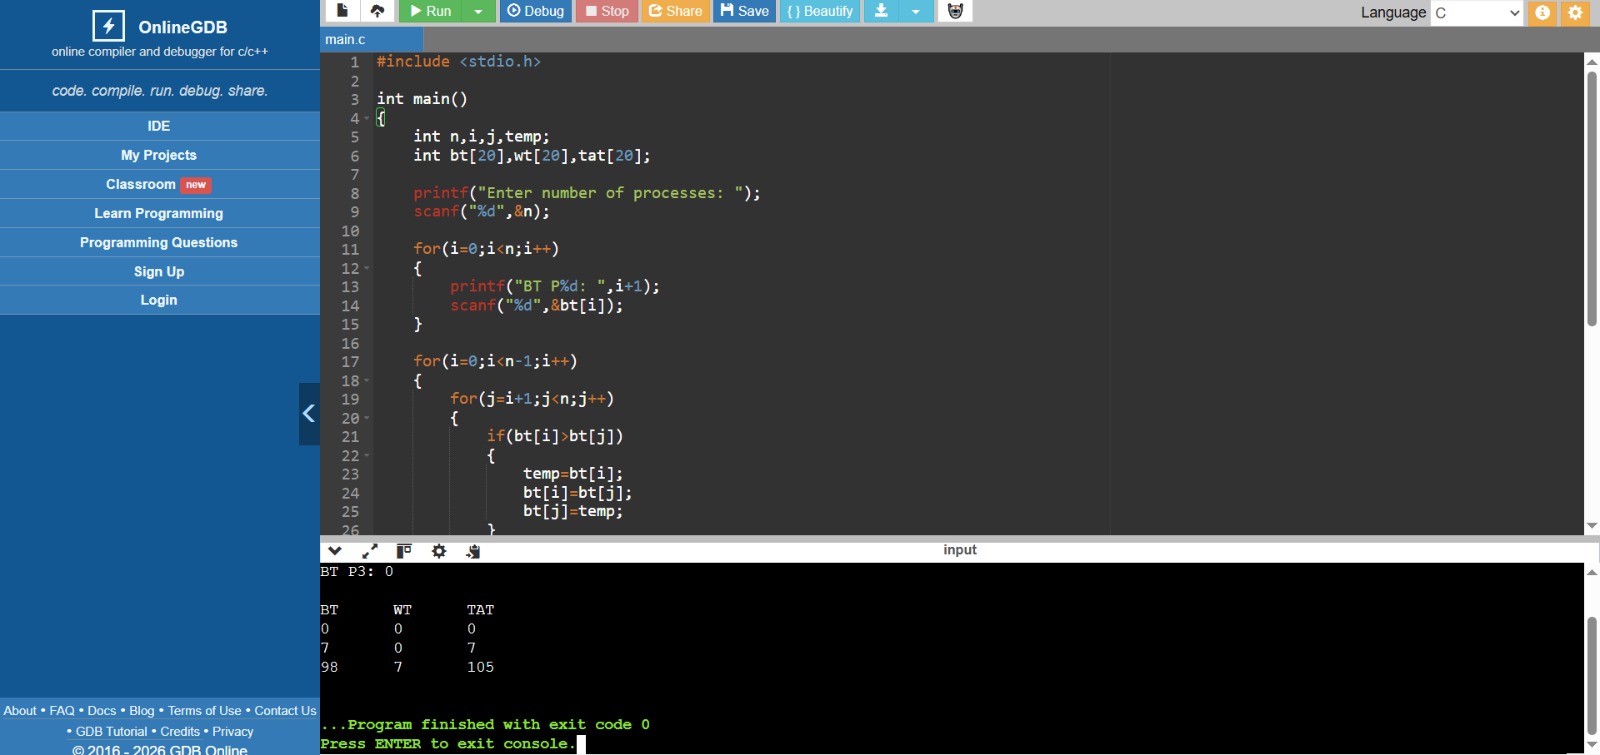 OnlineGDB
online compiler and debugger for c/c++
code. compile. run. debug. share.
IDE
My Projects
Classroom new
Learn Programming
Programming Questions
Sign Up
Login
About • FAQ • Docs • Blog • Terms of Use • Contact Us
• GDB Tutorial • Credits • Privacy
© 2016 - 2026 GDB Online
Run Debug Stop Share Save { } Beautify Language C
main.c
1 #include <stdio.h>
2
3 int main()
4 {
5 int n,i,j,temp;
6 int bt[20],wt[20],tat[20];
7
8 printf("Enter number of processes: ");
9 scanf("%d",&n);
10
11 for(i=0;i<n;i++)
12 {
13 printf("BT P%d: ",i+1);
14 scanf("%d",&bt[i]);
15 }
16
17 for(i=0;i<n-1;i++)
18 {
19 for(j=i+1;j<n;j++)
20 {
21 if(bt[i]>bt[j])
22 {
23 temp=bt[i];
24 bt[i]=bt[j];
25 bt[j]=temp;
26 }
input
BT P3: 0
BT WT TAT
0 0 0
7 0 7
98 7 105
...Program finished with exit code 0
Press ENTER to exit console.